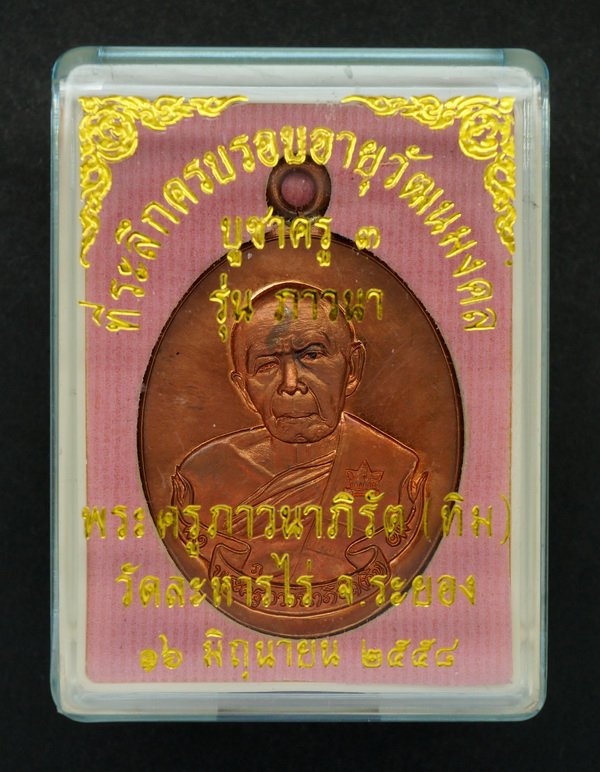 ที่ระลึกครบรอบอายุวัฒนมงคล
บูชาครู ๓
รุ่น ภาวนา
พระครูภาวนาภิรัต (ทิม)
วัดละหารไร่ จ.ระยอง
๑๖ มิถุนายน ๒๕๕๘